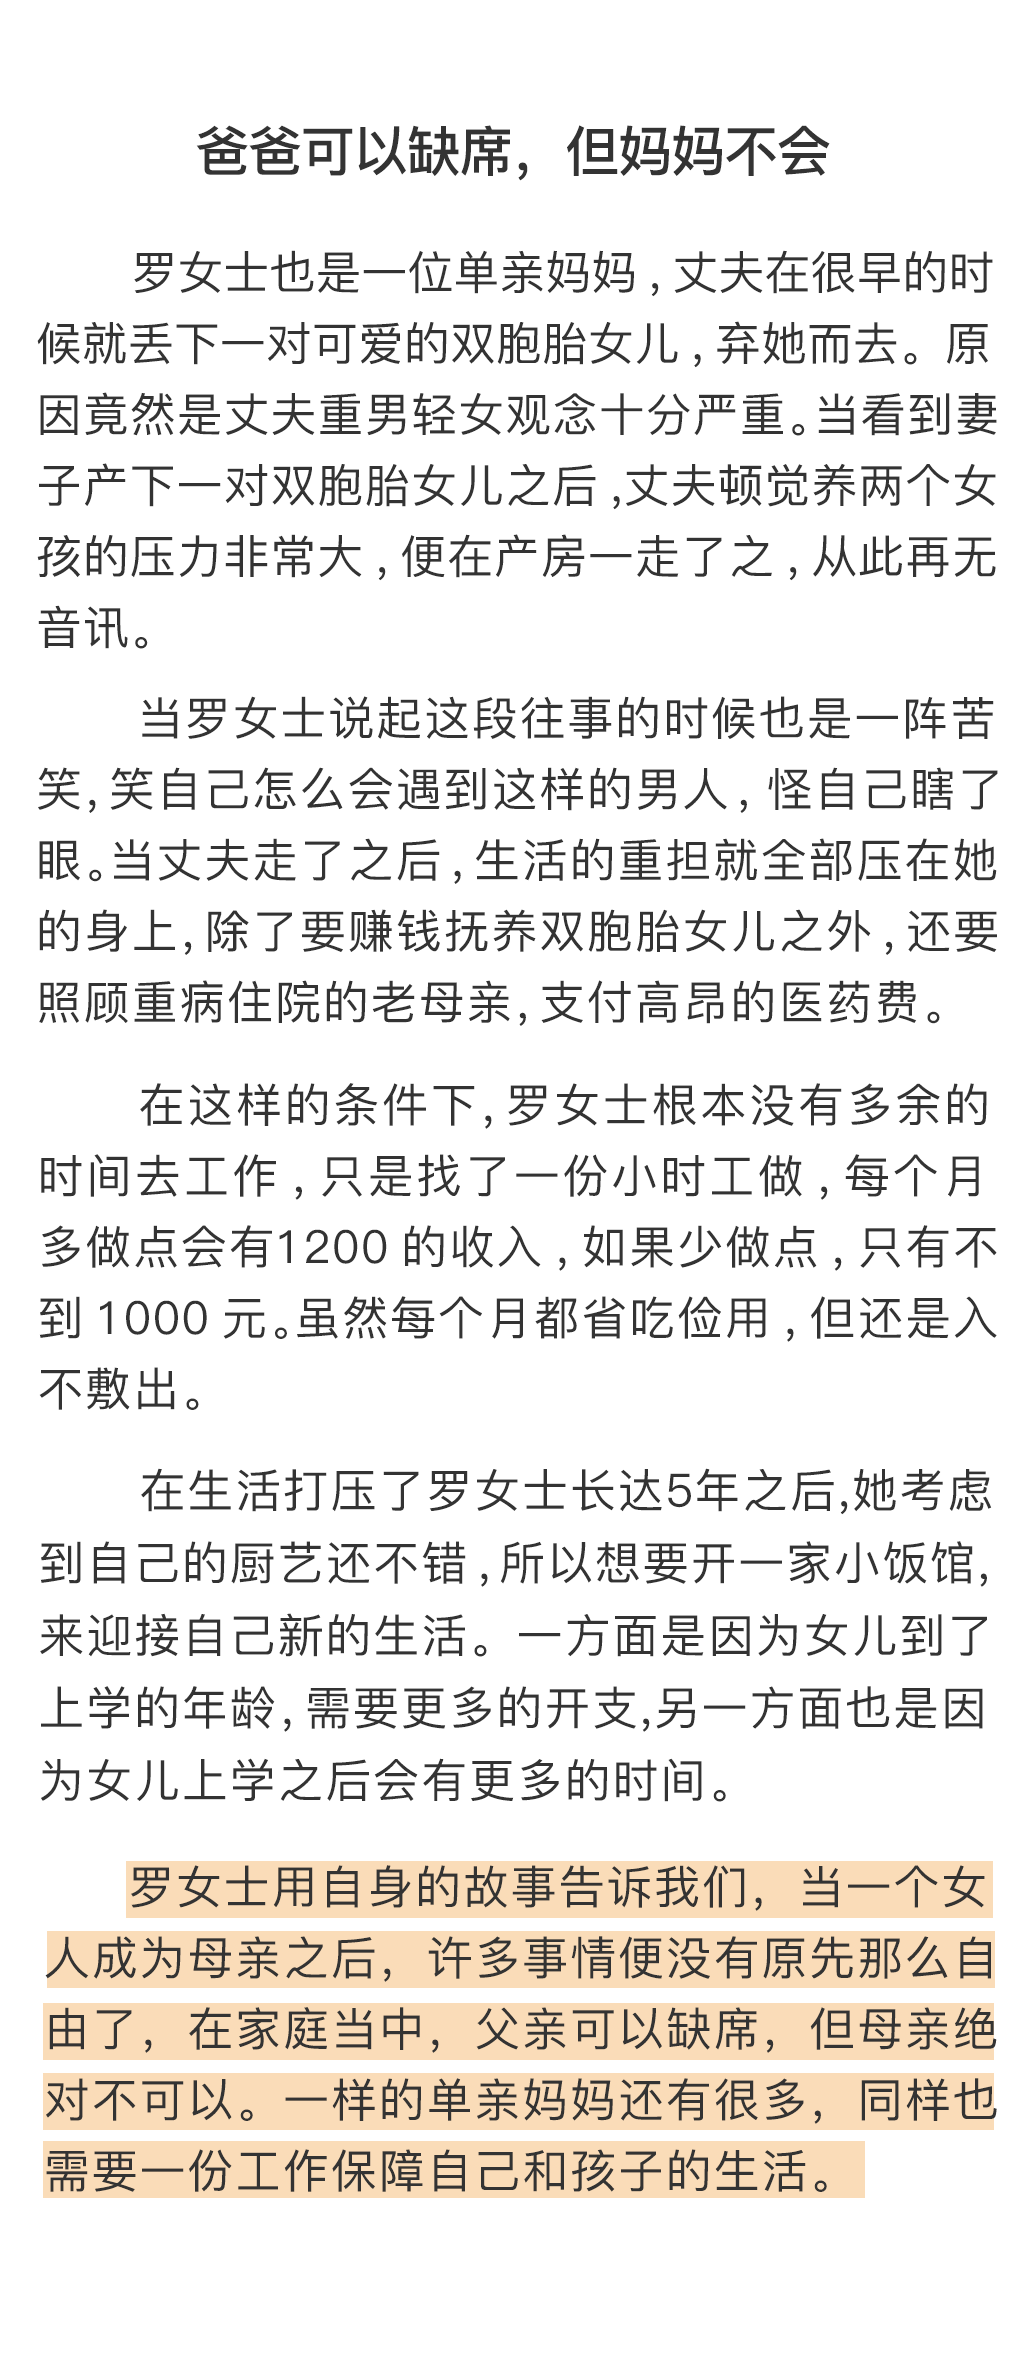 爸爸可以缺席，但妈妈不会
罗女士也是一位单亲妈妈,丈夫在很早的时
候就丢下一对可爱的双胞胎女儿,弃她而去。原
因竟然是丈夫重男轻女观念十分严重。当看到妻
子产下一对双胞胎女儿之后,丈夫顿觉养两个女
孩的压力非常大,便在产房一走了之,从此再无
音讯。
当罗女士说起这段往事的时候也是一阵苦
笑,笑自己怎么会遇到这样的男人,怪自己瞎了
眼。当丈夫走了之后,生活的重担就全部压在她
的身上,除了要赚钱抚养双胞胎女儿之外,还要
照顾重病住院的老母亲,支付高昂的医药费。
在这样的条件下,罗女士根本没有多余的
时间去工作,只是找了一份小时工做,每个月
多做点会有1200 的收入,如果少做点,只有不
到 1000 元。虽然每个月都省吃俭用,但还是入
不敷出。
在生活打压了罗女士长达5年之后,她考虑
到自己的厨艺还不错,所以想要开一家小饭馆,
来迎接自己新的生活。一方面是因为女儿到了
上学的年龄,需要更多的开支,另一方面也是因
为女儿上学之后会有更多的时间。
罗女士用自身的故事告诉我们，当一个女
人成为母亲之后，许多事情便没有原先那么自
由了，在家庭当中，父亲可以缺席，但母亲绝
对不可以。一样的单亲妈妈还有很多，同样也
需要一份工作保障自己和孩子的生活。